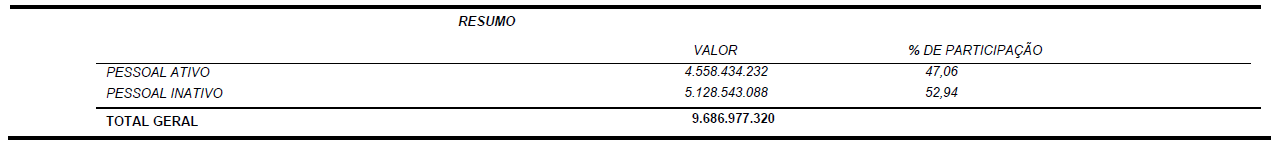 RESUMO
VALOR % DE PARTICIPAÇÃO
PESSOAL ATIVO 4.558.434.232 47,06
PESSOAL INATIVO 5.128.543.088 52,94
TOTAL GERAL 9.686.977.320